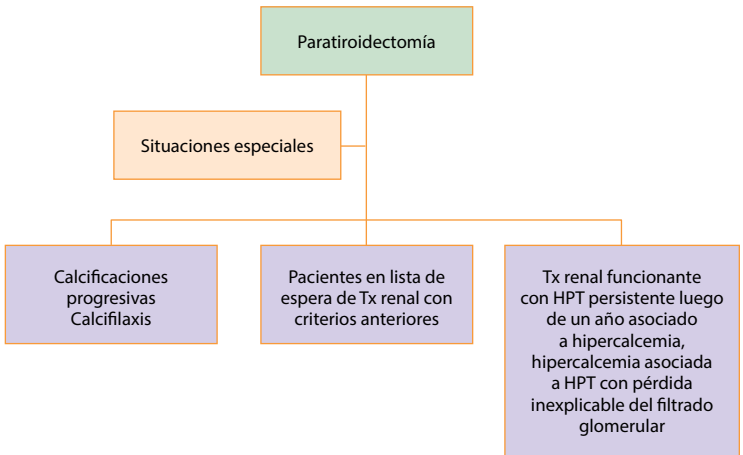 Paratiroidectomía
Situaciones especiales
Calcificaciones
progresivas
Calcifilaxis
Pacientes en lista de
espera de Tx renal con
criterios anteriores
Tx renal funcionante
con HPT persistente luego
de un año asociado
a hipercalcemia,
hipercalcemia asociada
a HPT con pérdida
inexplicable del filtrado
glomerular